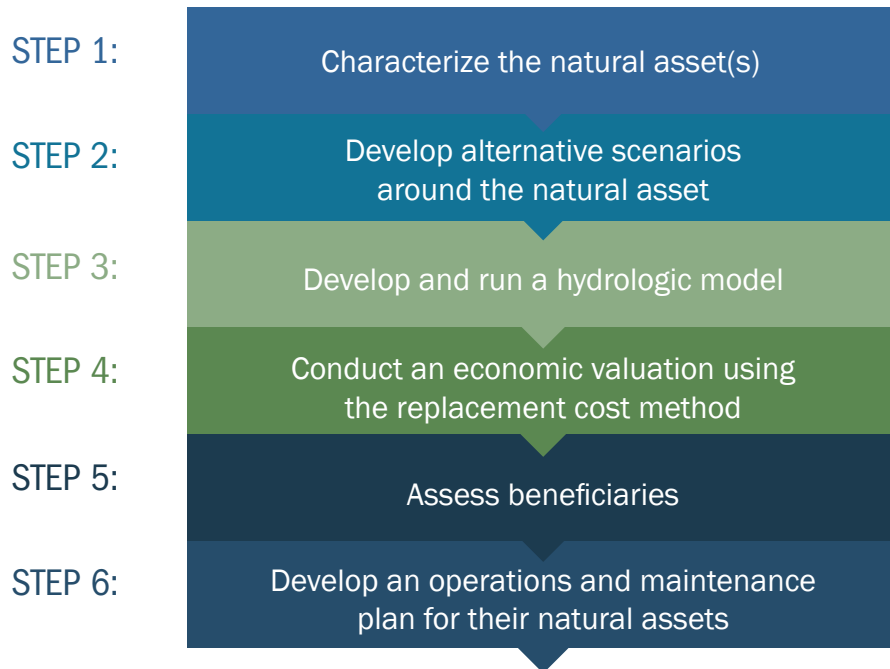 STEP 1:
Characterize the natural asset(s)
STEP 2:
Develop alternative scenarios
around the natural asset
STEP 3:
Develop and run a hydrologic model
STEP 4:
Conduct an economic valuation using
the replacement cost method
STEP 5:
Assess beneficiaries
STEP 6:
Develop an operations and maintenance
plan for their natural assets